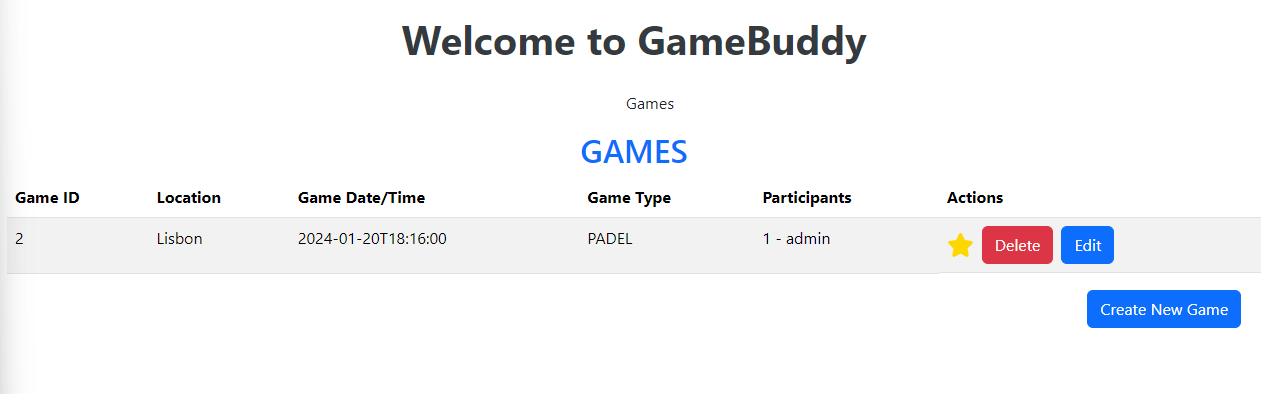 Welcome to GameBuddy
Games
GAMES
Game ID Location Game Date/Time Game Type Participants Actions
2 Lisbon 2024-01-20T18:16:00 PADEL 1 - admin Delete Edit
Create New Game